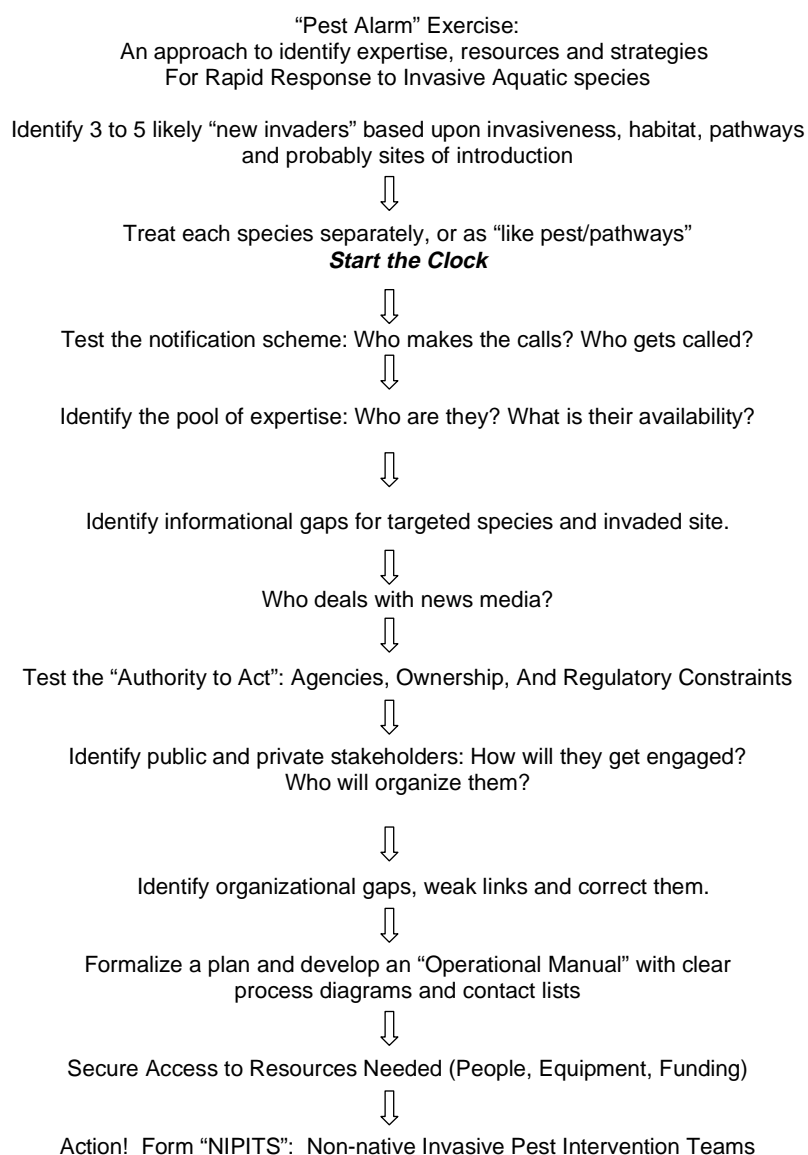 “Pest Alarm” Exercise:
An approach to identify expertise, resources and strategies
For Rapid Response to Invasive Aquatic species
Identify 3 to 5 likely “new invaders” based upon invasiveness, habitat, pathways
and probably sites of introduction
Treat each species separately, or as “like pest/pathways”
Start the Clock
Test the notification scheme: Who makes the calls? Who gets called?
Identify the pool of expertise: Who are they? What is their availability?
Identify informational gaps for targeted species and invaded site.
Who deals with news media?
Test the “Authority to Act”: Agencies, Ownership, And Regulatory Constraints
Identify public and private stakeholders: How will they get engaged?
Who will organize them?
Identify organizational gaps, weak links and correct them.
Formalize a plan and develop an “Operational Manual” with clear
process diagrams and contact lists
Secure Access to Resources Needed (People, Equipment, Funding)
Action! Form “NIPITS”: Non-native Invasive Pest Intervention Teams